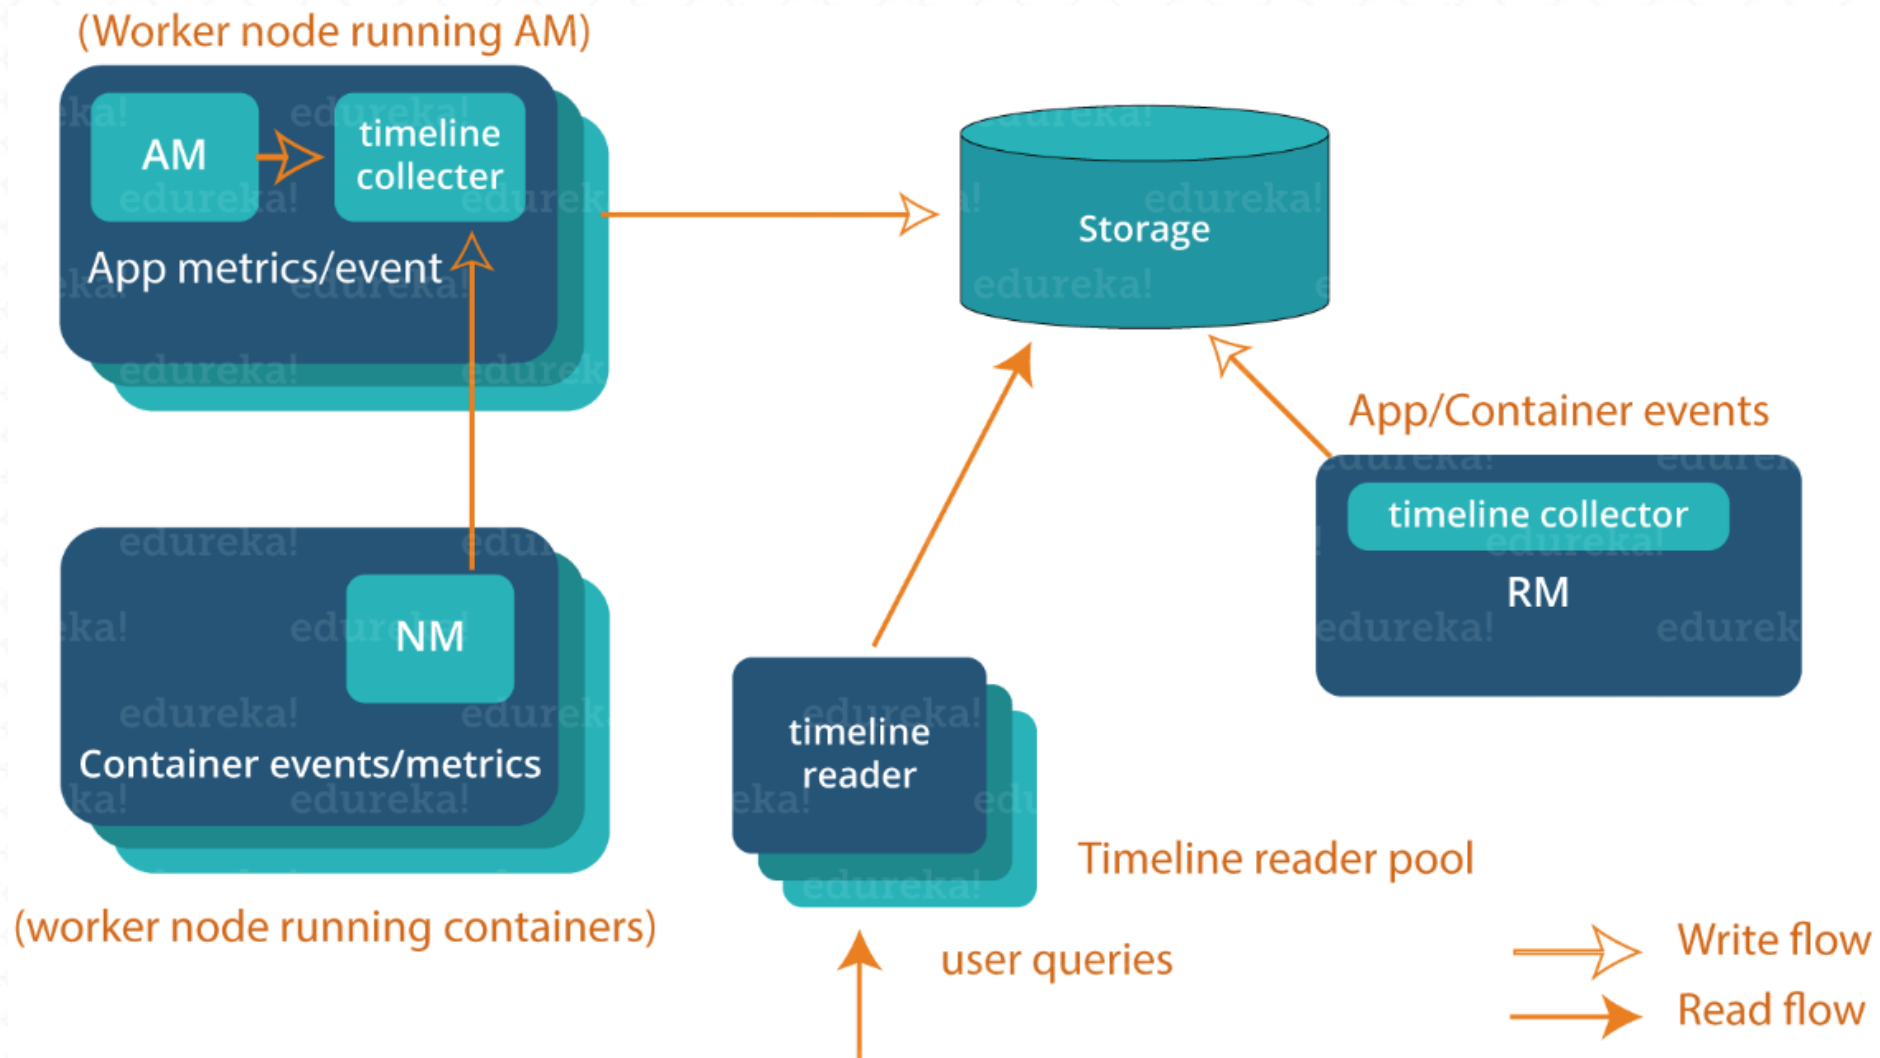 (Worker node running AM)
AM
timeline
collecter
App metrics/event
Storage
App/Container events
timeline collector
RM
NM
Container events/metrics
(worker node running containers)
timeline
reader
Timeline reader pool
user queries
Write flow
Read flow
edureka!